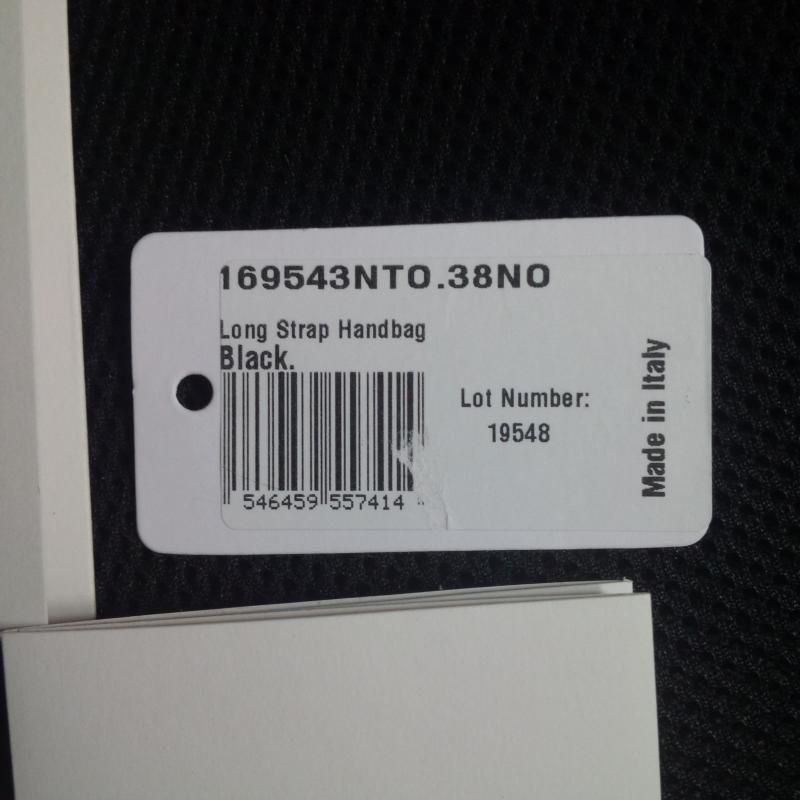 169543NTO.38NO
Long Strap Handbag
Black.
546459 557414
Lot Number:
19548
Made in Italy